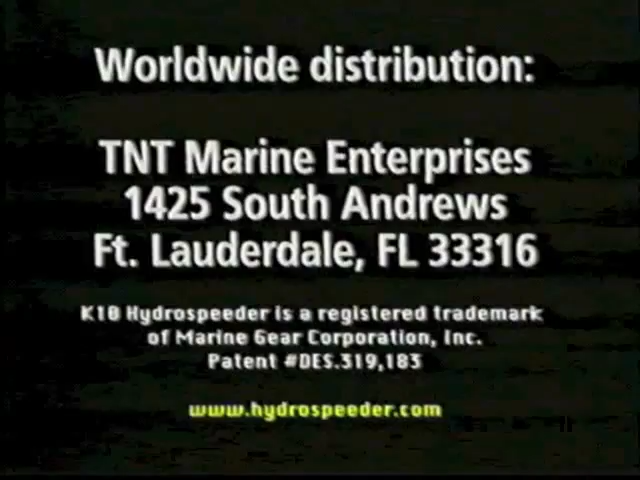 Worldwide distribution:
TNT Marine Enterprises
1425 South Andrews
Ft. Lauderdale, FL 33316
K10 Hydrospeeder is a registered trademark
of Marine Gear Corporation, Inc.
Patent #DES.319,183
www.hydrospeeder.com